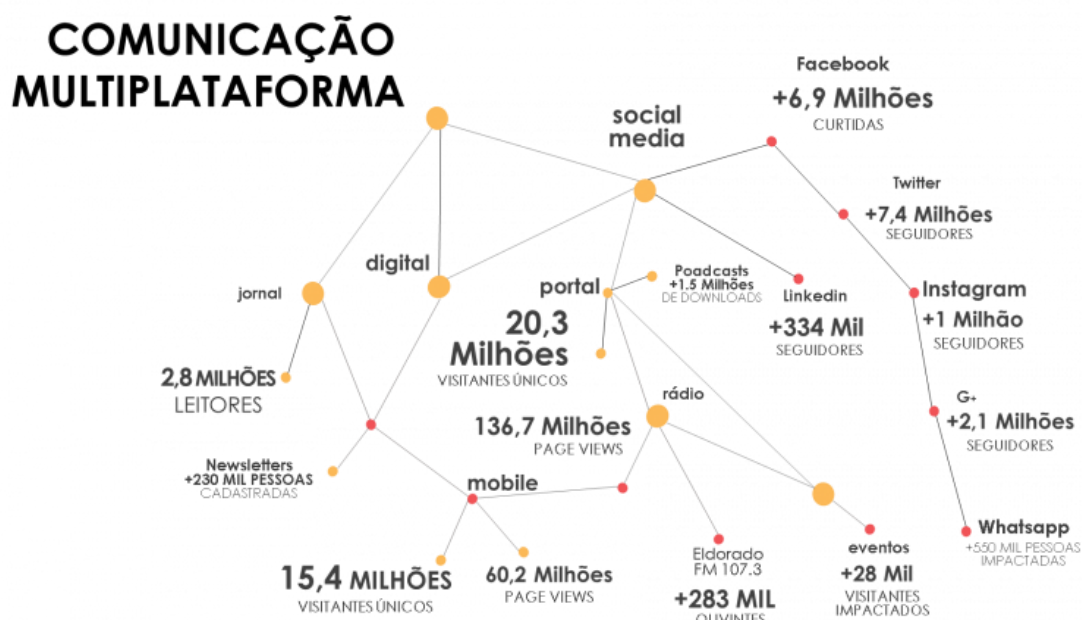 COMUNICAÇÃO
MULTIPLATAFORMA
social
media
Facebook
+6,9 Milhões
CURTIDAS
Twitter
+7,4 Milhões
SEGUIDORES
Instagram
+1 Milhão
SEGUIDORES
G+
+2,1 Milhões
SEGUIDORES
Whatsapp
+550 MIL PESSOAS
IMPACTADAS
Linkedin
+334 Mil
SEGUIDORES
digital
jornal
2,8 MILHÕES
LEITORES
Newsletters
+230 MIL PESSOAS
CADASTRADAS
portal
Poadcasts
+1.5 Milhões
DE DOWNLOADS
20,3
Milhões
VISITANTES ÚNICOS
136,7 Milhões
PAGE VIEWS
rádio
mobile
15,4 MILHÕES
VISITANTES ÚNICOS
60,2 Milhões
PAGE VIEWS
Eldorado
FM 107.3
+283 MIL
OUVINTES
eventos
+28 Mil
VISITANTES
IMPACTADOS